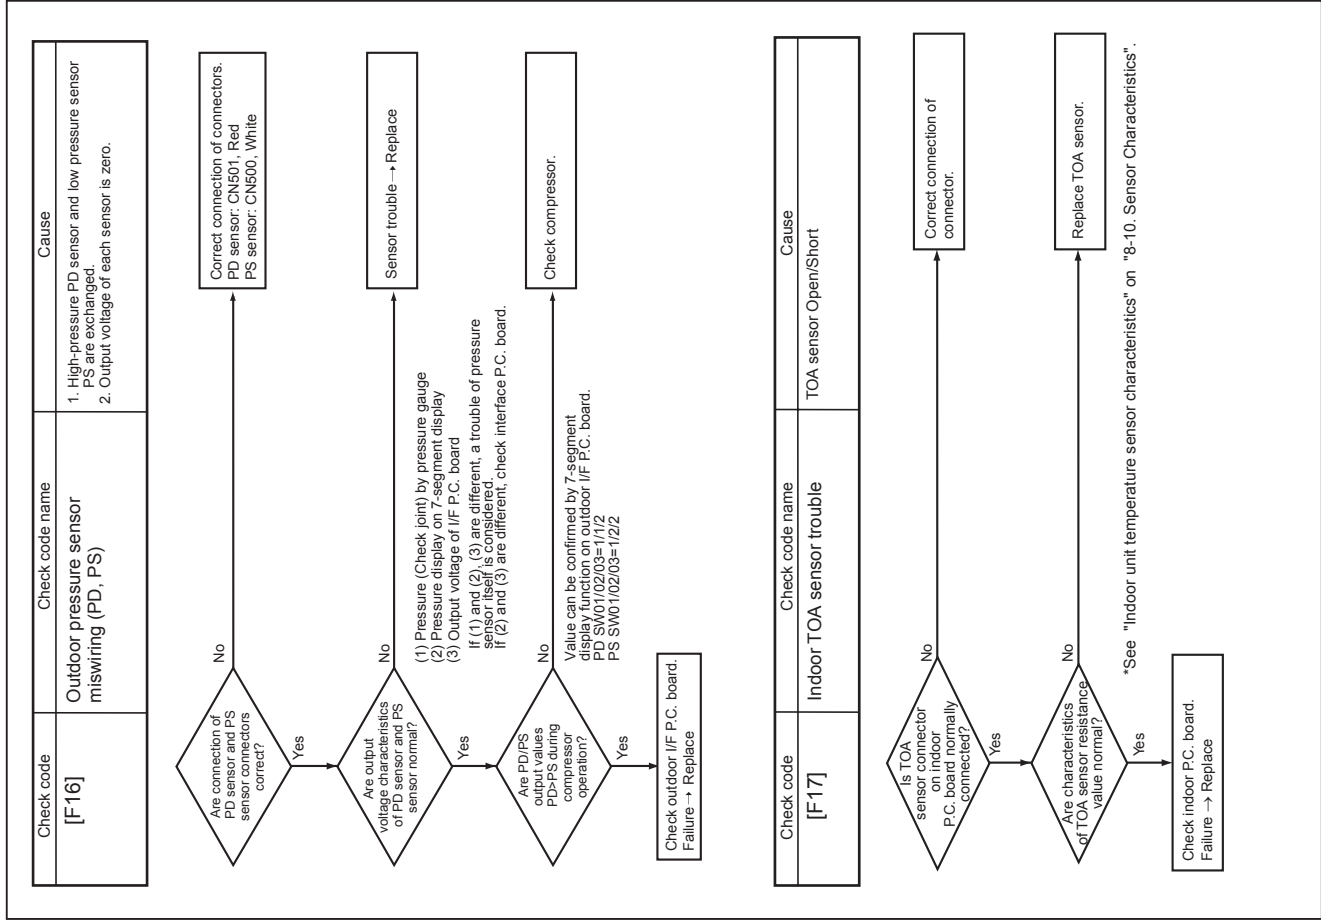 Check code
Check code name
Cause
[F16]
Outdoor pressure sensor
miswiring (PD, PS)
1. High-pressure PD sensor and low pressure sensor
PS are exchanged.
2. Output voltage of each sensor is zero.
Are connection of
PD sensor and PS
sensor connectors
correct?
No
Correct connection of connectors.
PD sensor: CN501, Red
PS sensor: CN500, White
Yes
Are output
voltage characteristics
of PD sensor and PS
sensor normal?
No
Sensor trouble → Replace
(1) Pressure (Check joint) by pressure gauge
(2) Pressure display on 7-segment display
(3) Output voltage of I/F P.C. board
If (1) and (2), (3) are different, a trouble of pressure
sensor itself is considered.
If (2) and (3) are different, check interface P.C. board.
Yes
Are PD/PS
output values
PD>PS during
compressor
operation?
No
Check compressor.
Value can be confirmed by 7-segment
display function on outdoor I/F P.C. board.
PD SW01/02/03=1/1/2
PS SW01/02/03=1/2/2
Yes
Check outdoor I/F P.C. board.
Failure → Replace
Check code
Check code name
Cause
[F17]
Indoor TOA sensor trouble
TOA sensor Open/Short
Is TOA
sensor connector
on indoor
P.C. board normally
connected?
No
Correct connection of
connector.
Yes
Are characteristics
of TOA sensor resistance
value normal?
No
Replace TOA sensor.
*See "Indoor unit temperature sensor characteristics" on "8-10. Sensor Characteristics".
Yes
Check indoor P.C. board.
Failure → Replace